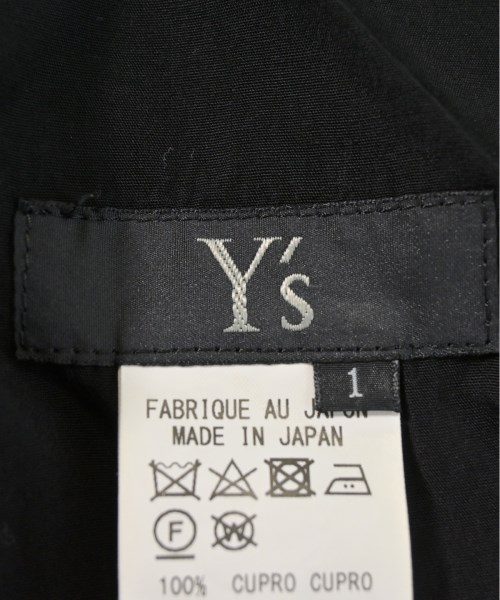 Y's
1
FABRIQUE AU JAPON
MADE IN JAPAN
F
W
100% CUPRO CUPRO